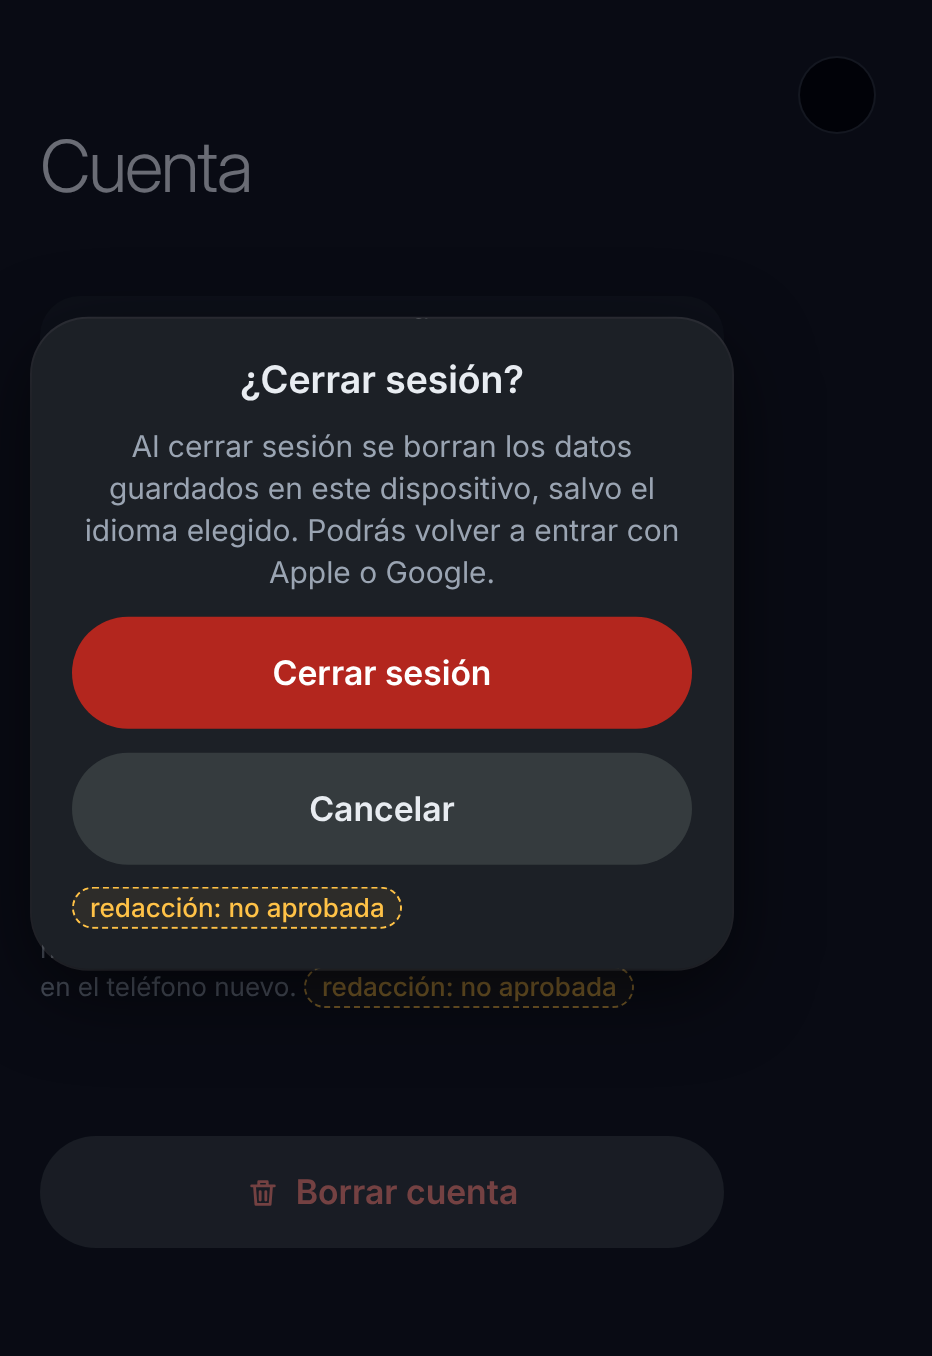 Cuenta
¿Cerrar sesión?
Al cerrar sesión se borran los datos
guardados en este dispositivo, salvo el
idioma elegido. Podrás volver a entrar con
Apple o Google.
Cerrar sesión
Cancelar
redacción: no aprobada
en el teléfono nuevo. redacción: no aprobada
Borrar cuenta